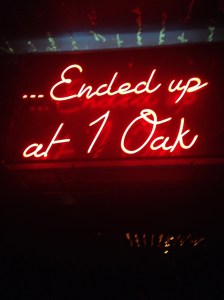 ...Ended up
at 1 Oak